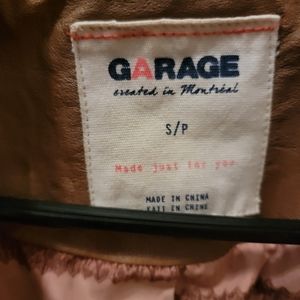 GARAGE
created in Montréal
S/P
Made just for you
MADE IN CHINA
FAIT EN CHINE